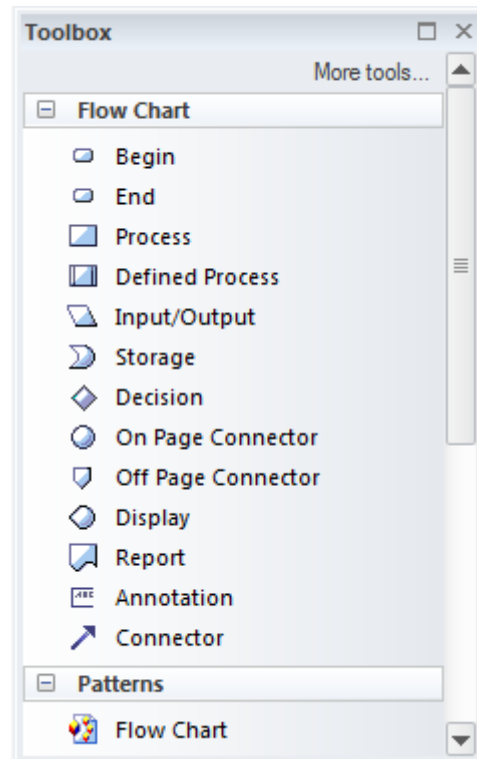 Toolbox
More tools...
Flow Chart
Begin
End
Process
Defined Process
Input/Output
Storage
Decision
On Page Connector
Off Page Connector
Display
Report
Annotation
Connector
Patterns
Flow Chart